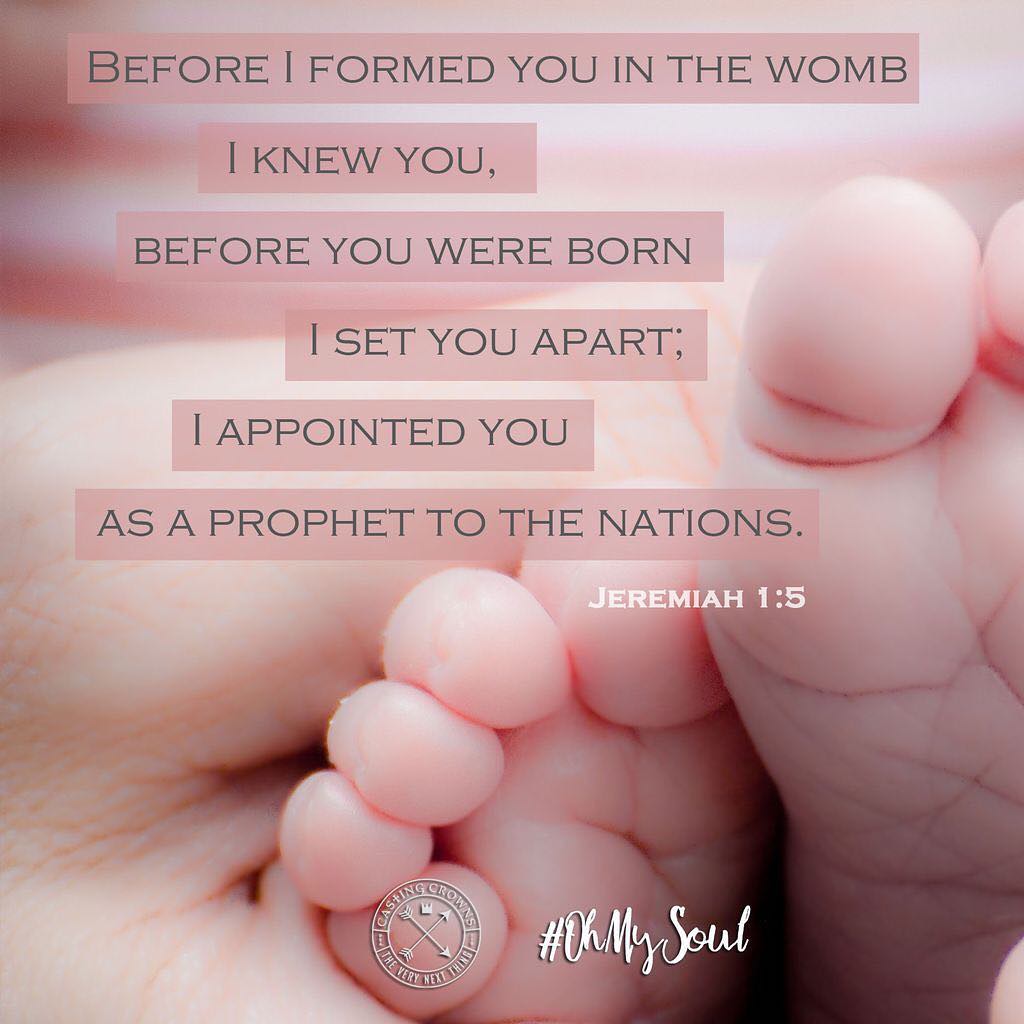 Before I formed you in the womb
I knew you,
before you were born
I set you apart;
I appointed you
as a prophet to the nations.
Jeremiah 1:5
CASTING CROWNS
THE VERY NEXT THING
#OhMySoul